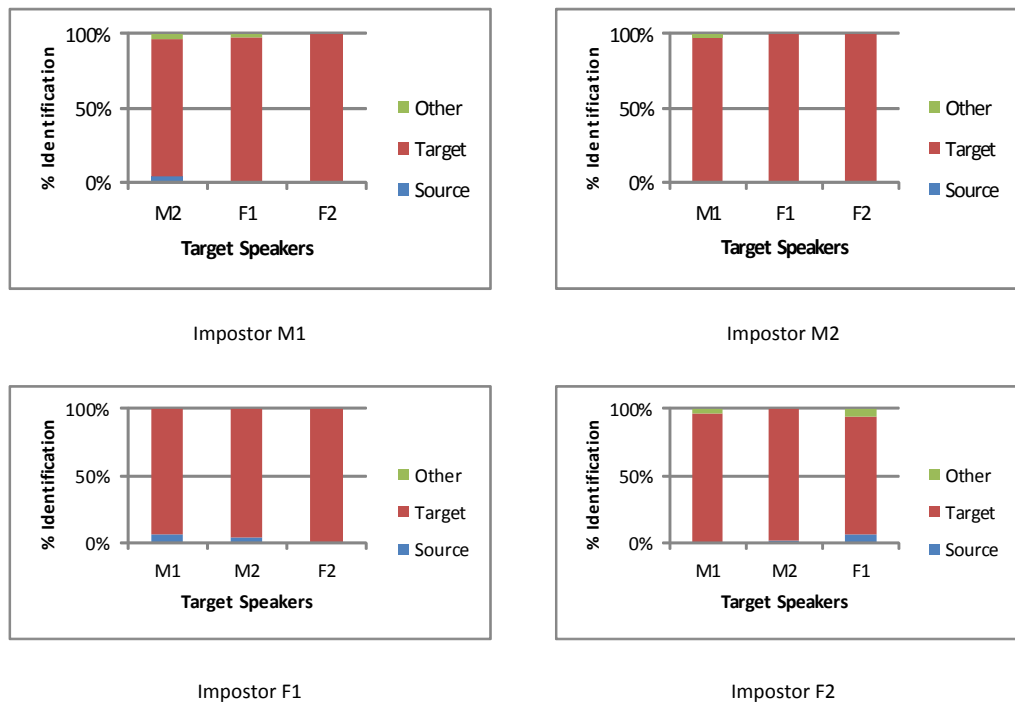 100%
50%
0%
% Identification
M2 F1 F2
Target Speakers
Other
Target
Source
Impostor M1
100%
50%
0%
% Identification
M1 F1 F2
Target Speakers
Other
Target
Source
Impostor M2
100%
50%
0%
% Identification
M1 M2 F2
Target Speakers
Other
Target
Source
Impostor F1
100%
50%
0%
% Identification
M1 M2 F1
Target Speakers
Other
Target
Source
Impostor F2